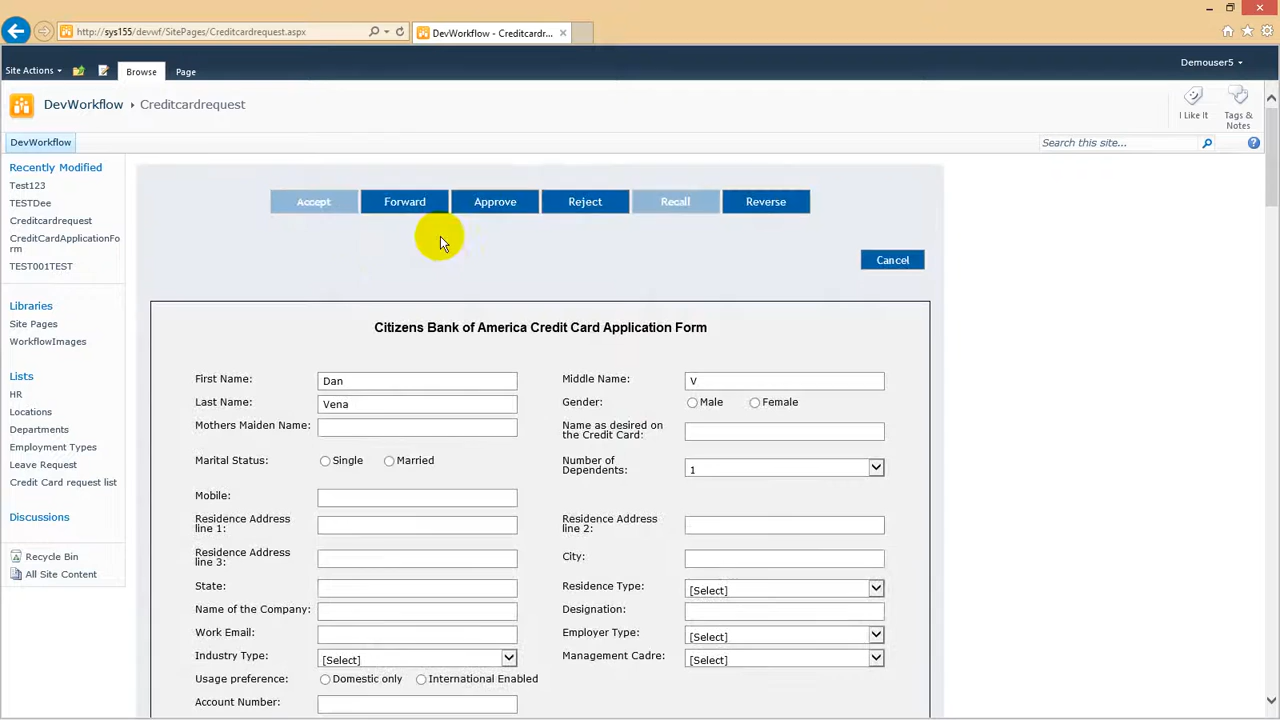 http://sys155/devwf/SitePages/Creditcardrequest.aspx
DevWorkflow - Creditcardr...
Site Actions
Browse
Page
Demouser5
DevWorkflow
Creditcardrequest
I Like It
Tags & Notes
DevWorkflow
Search this site...
Recently Modified
Test123
TESTDee
Creditcardrequest
CreditCardApplicationFo
rm
TEST001TEST
Libraries
Site Pages
WorkflowImages
Lists
HR
Locations
Departments
Employment Types
Leave Request
Credit Card request list
Discussions
Recycle Bin
All Site Content
Accept Forward Approve Reject Recall Reverse
Cancel
Citizens Bank of America Credit Card Application Form
First Name: Dan Middle Name: V
Last Name: Vena Gender: Male Female
Mothers Maiden Name: Name as desired on
the Credit Card:
Marital Status: Single Married Number of
Dependents: 1
Mobile:
Residence Address
line 1:
Residence Address
line 2:
Residence Address
line 3:
City:
State: Residence Type: [Select]
Name of the Company: Designation:
Work Email: Employer Type: [Select]
Industry Type: [Select] Management Cadre: [Select]
Usage preference: Domestic only International Enabled
Account Number: